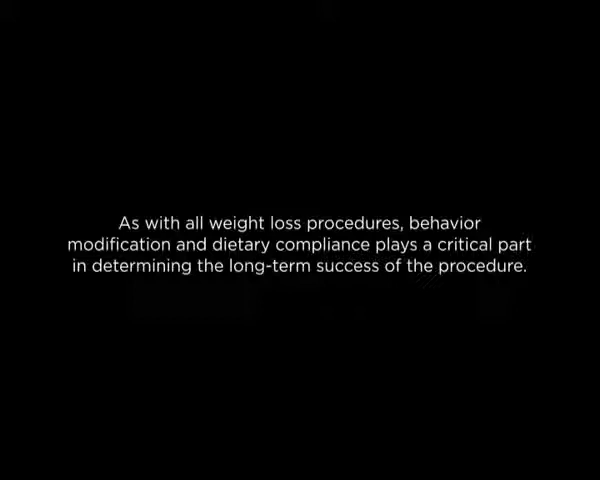 As with all weight loss procedures, behavior
modification and dietary compliance plays a critical part
in determining the long-term success of the procedure.